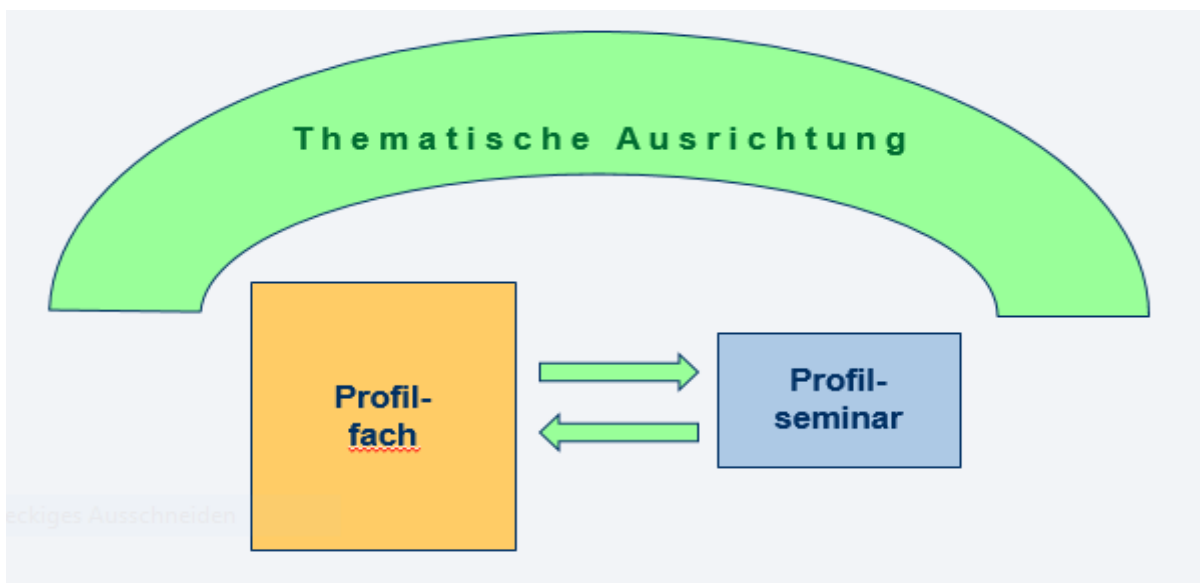 Thematische Ausrichtung
Profil-
fach
Profil-
seminar
eckiges Ausschneiden